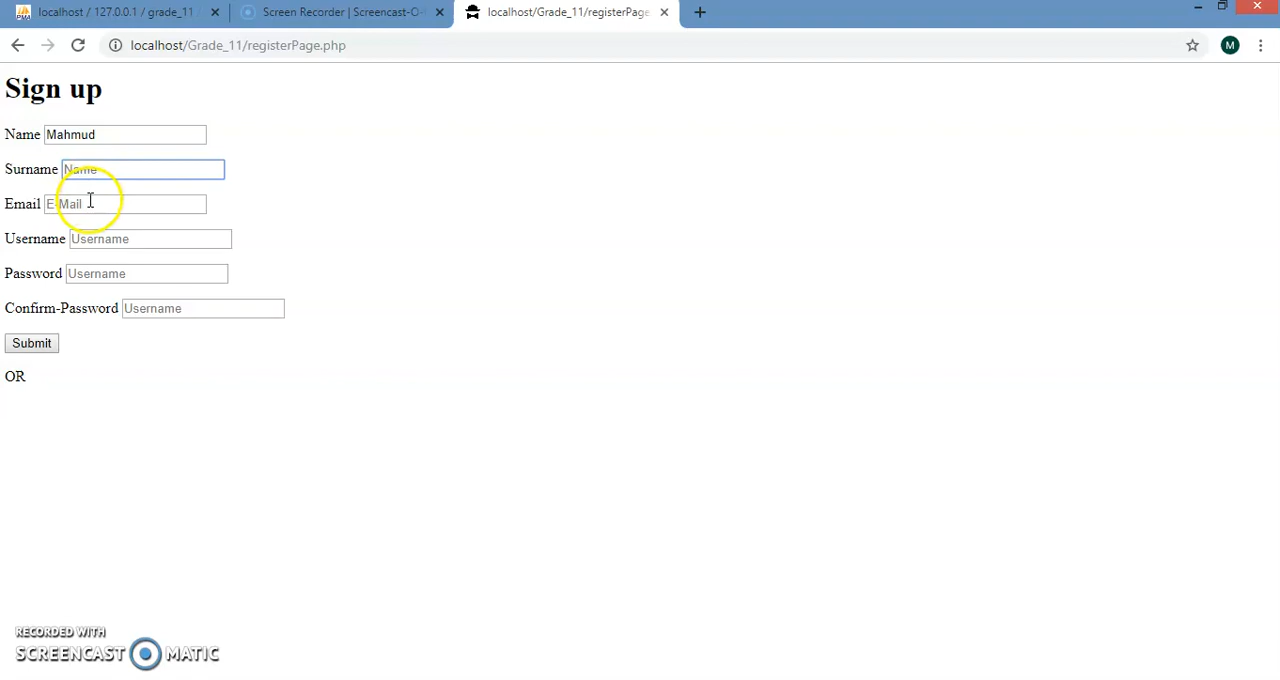 localhost / 127.0.0.1 / grade_11
Screen Recorder | Screencast-O-
localhost/Grade_11/registerPage.
localhost/Grade_11/registerPage.php
M
Sign up
Name Mahmud
Surname Name
Email E-Mail
Username Username
Password Username
Confirm-Password Username
Submit
OR
RECORDED WITH
SCREENCAST MATIC